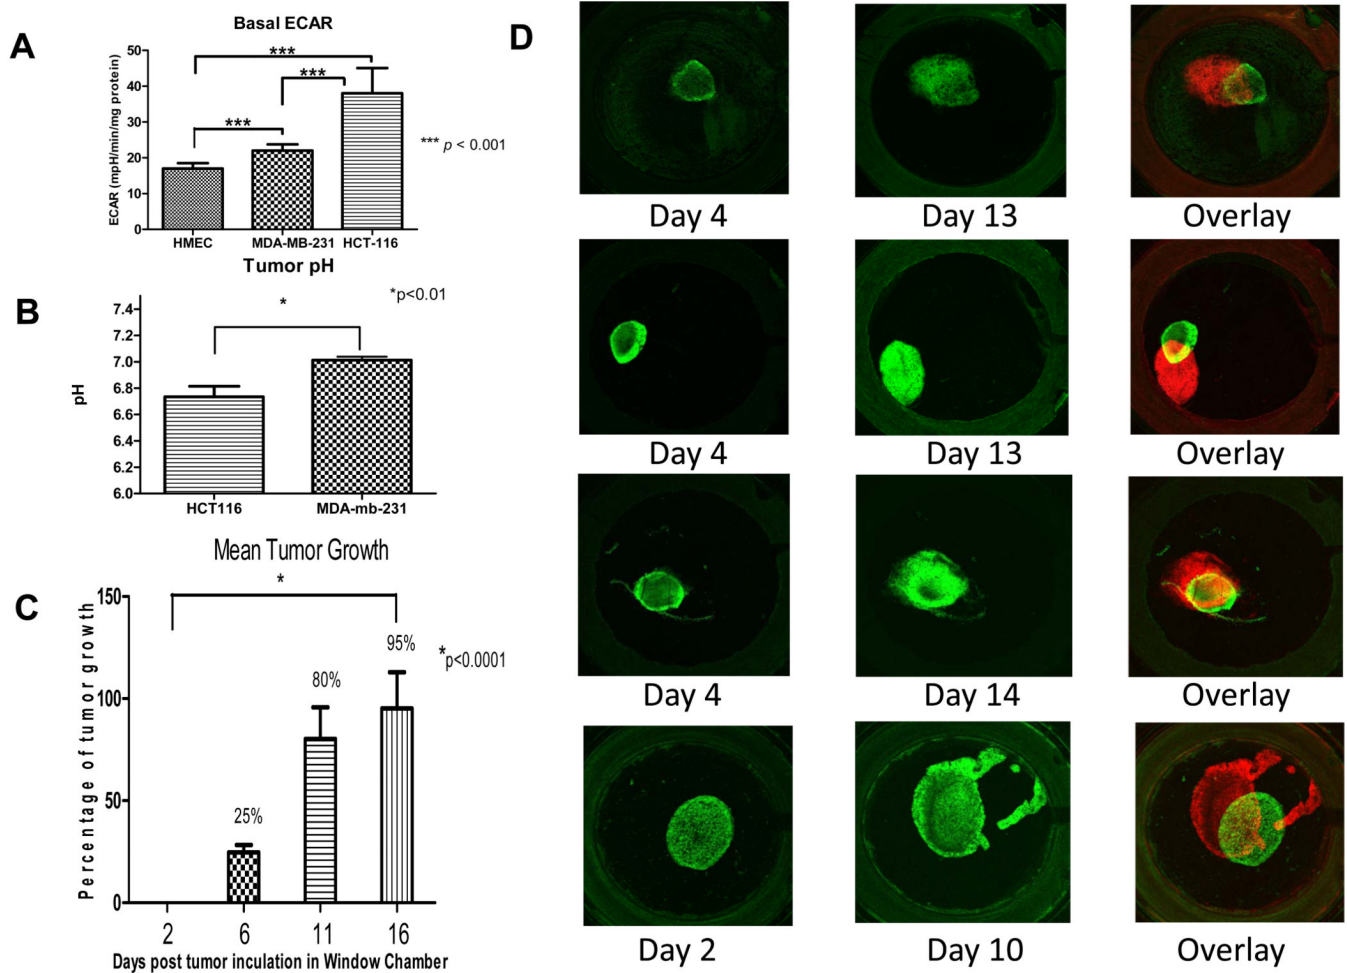 A
Basal ECAR
ECAR (mpH/min/mg protein)
50
40
30
20
10
0
***
***
***
*** p < 0.001
HMEC
MDA-MB-231
HCT-116
B
Tumor pH
*p<0.01
*
pH
7.4
7.2
7.0
6.8
6.6
6.4
6.2
6.0
HCT116
MDA-mb-231
C
Mean Tumor Growth
*
*p<0.0001
Percentage of tumor growth
150
100
50
0
25%
80%
95%
2
6
11
16
Days post tumor inculation in Window Chamber
D
Day 4
Day 13
Overlay
Day 4
Day 13
Overlay
Day 4
Day 14
Overlay
Day 2
Day 10
Overlay